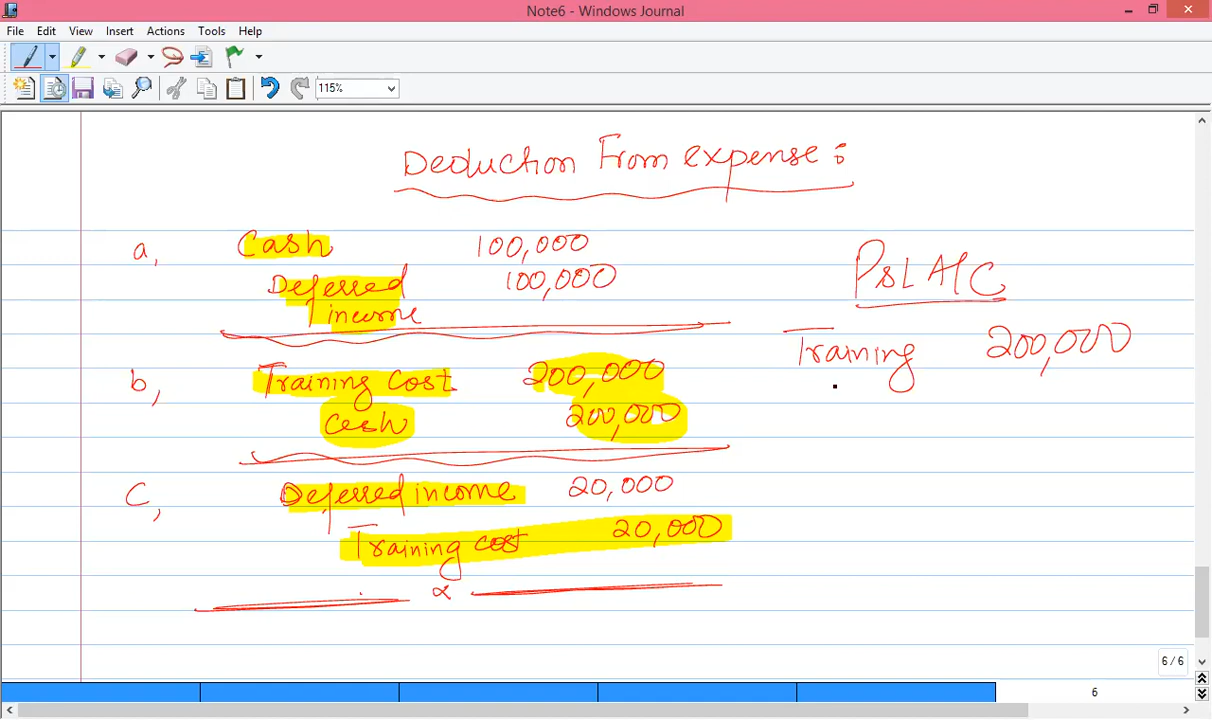 Note6 - Windows Journal
File Edit View Insert Actions Tools Help
115%
Deduction From expense :
a, Cash 100,000
Deferred 100,000
income
b, Training cost 200,000
cash 200,000
C, Deferred income 20,000
Training cost 20,000
P&L A/C
Training 200,000
6 / 6
6